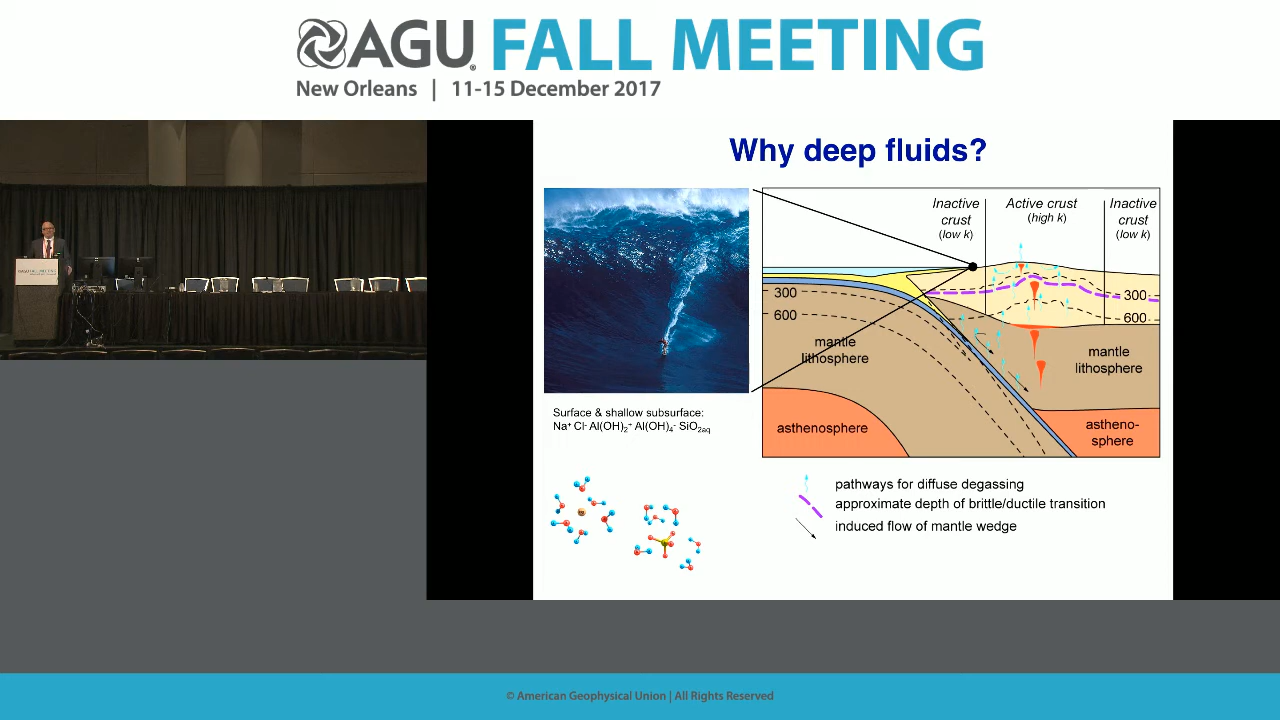 AGU FALL MEETING
New Orleans | 11-15 December 2017
Why deep fluids?
Inactive crust (low k)
Active crust (high k)
Inactive crust (low k)
300
600
300
600
mantle lithosphere
mantle lithosphere
asthenosphere
astheno-
sphere
Surface & shallow subsurface:
Na⁺ Cl⁻ Al(OH)₂⁺ Al(OH)₄⁻ SiO₂aq
pathways for diffuse degassing
approximate depth of brittle/ductile transition
induced flow of mantle wedge
AGU FALL MEETING
© American Geophysical Union | All Rights Reserved